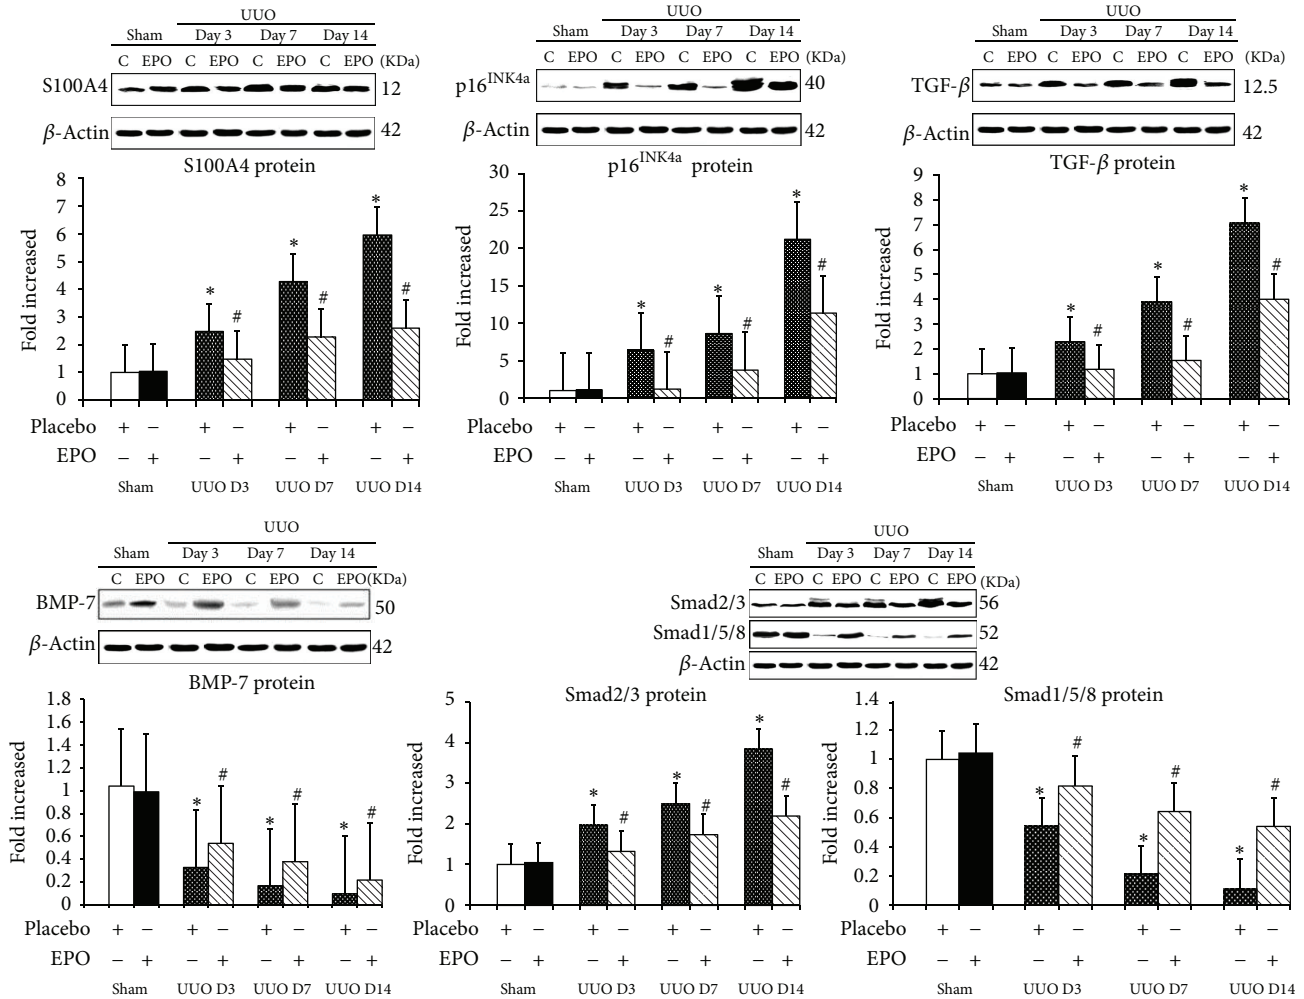 UUO
Sham Day 3 Day 7 Day 14
C EPO C EPO C EPO C EPO (KDa)
S100A4 12
β-Actin 42
S100A4 protein
8
7
6
5
4
3
2
1
0
Fold increased
* * *
# # #
Placebo + − + − + − + −
EPO − + − + − + − +
Sham UUO D3 UUO D7 UUO D14
UUO
Sham Day 3 Day 7 Day 14
C EPO C EPO C EPO C EPO (KDa)
p16INK4a 40
β-Actin 42
p16INK4a protein
30
25
20
15
10
5
0
Fold increased
* * *
# # #
+ − + − + − + −
EPO − + − + − + − +
Sham UUO D3 UUO D7 UUO D14
UUO
Sham Day 3 Day 7 Day 14
C EPO C EPO C EPO C EPO (KDa)
TGF-β 12.5
β-Actin 42
TGF-β protein
9
8
7
6
5
4
3
2
1
0
Fold increased
* * *
# # #
Placebo + − + − + − + −
EPO − + − + − + − +
Sham UUO D3 UUO D7 UUO D14
UUO
Sham Day 3 Day 7 Day 14
C EPO C EPO C EPO C EPO (KDa)
BMP-7 50
β-Actin 42
BMP-7 protein
1.8
1.6
1.4
1.2
1
0.8
0.6
0.4
0.2
0
Fold increased
* * *
# # #
Placebo + − + − + − + −
EPO − + − + − + − +
Sham UUO D3 UUO D7 UUO D14
UUO
Sham Day 3 Day 7 Day 14
C EPO C EPO C EPO C EPO (KDa)
Smad2/3 56
Smad1/5/8 52
β-Actin 42
Smad2/3 protein
5
4
3
2
1
0
Fold increased
* * *
# # #
Placebo + − + − + − + −
EPO − + − + − + − +
Sham UUO D3 UUO D7 UUO D14
Smad1/5/8 protein
1.4
1.2
1
0.8
0.6
0.4
0.2
0
Fold increased
* * *
# # #
Placebo + − + − + − + −
EPO − + − + − + − +
Sham UUO D3 UUO D7 UUO D14